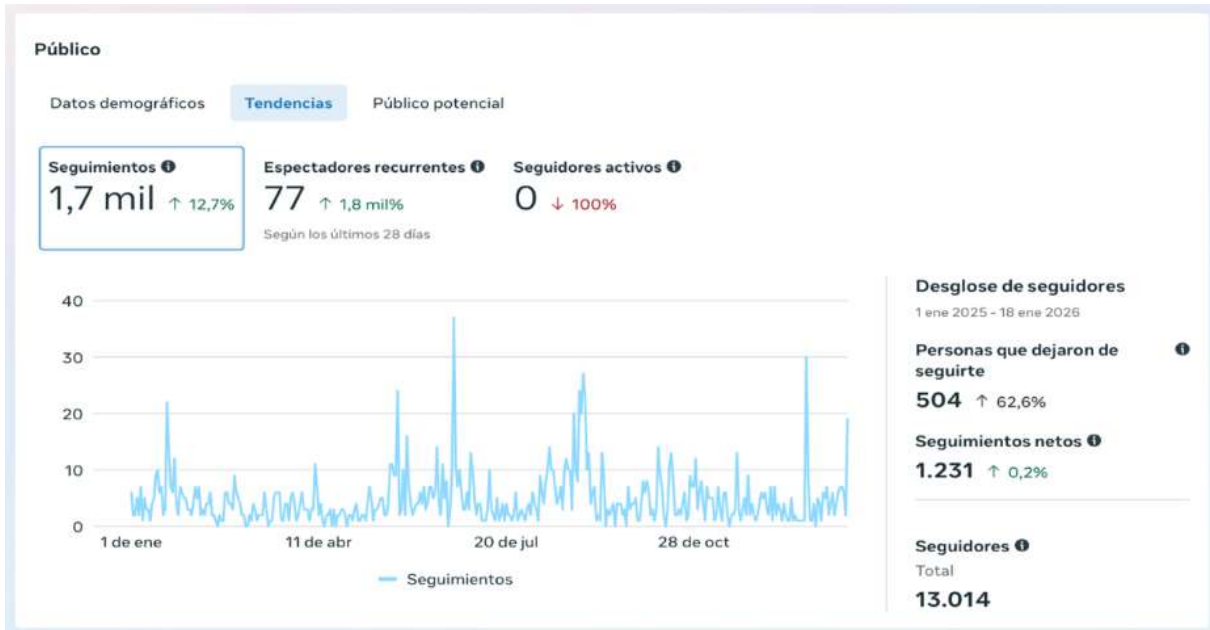 Público
Datos demográficos Tendencias Público potencial
Seguimientos
1,7 mil ↑ 12,7%
Espectadores recurrentes
77 ↑ 1,8 mil%
Según los últimos 28 días
Seguidores activos
0 ↓ 100%
40
30
20
10
0
1 de ene 11 de abr 20 de jul 28 de oct
Seguimientos
Desglose de seguidores
1 ene 2025 - 18 ene 2026
Personas que dejaron de
seguirte
504 ↑ 62,6%
Seguimientos netos
1.231 ↑ 0,2%
Seguidores
Total
13.014